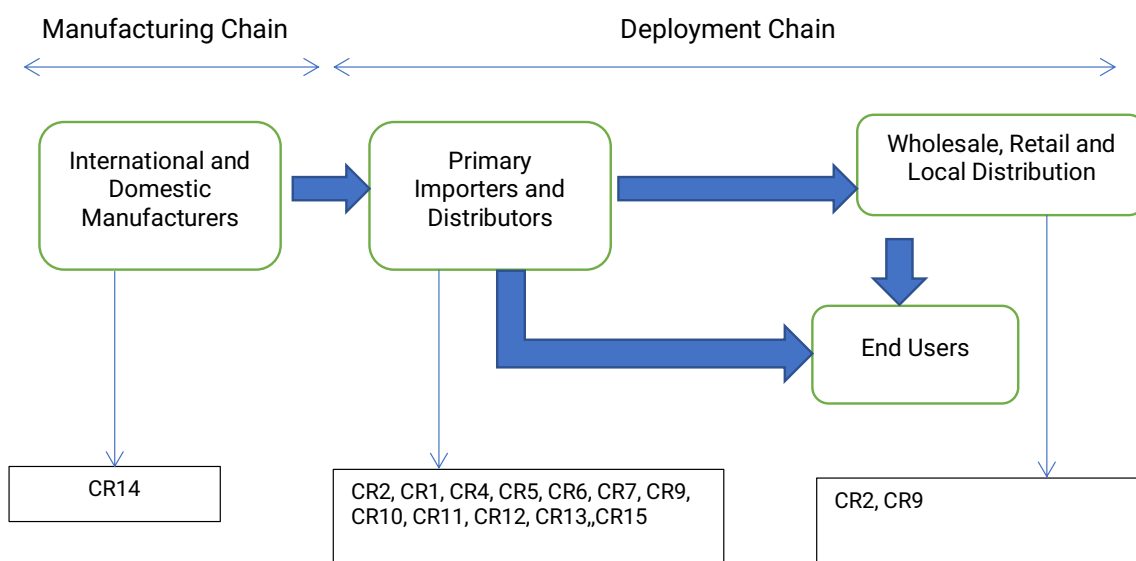 Manufacturing Chain
Deployment Chain
International and
Domestic
Manufacturers
Primary
Importers and
Distributors
Wholesale, Retail and
Local Distribution
End Users
CR14
CR2, CR1, CR4, CR5, CR6, CR7, CR9,
CR10, CR11, CR12, CR13,,CR15
CR2, CR9